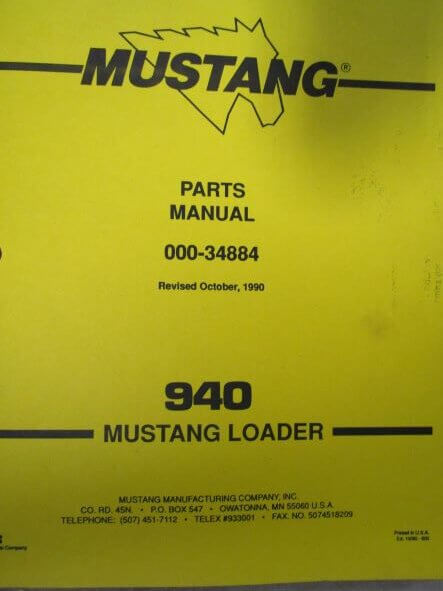 MUSTANG®
PARTS
MANUAL
000-34884
Revised October, 1990
940
MUSTANG LOADER
MUSTANG MANUFACTURING COMPANY, INC.
CO. RD. 45N. • P.O. BOX 547 • OWATONNA, MN 55060 U.S.A.
TELEPHONE: (507) 451-7112 • TELEX #933001 • FAX. NO. 5074518209
Printed in U.S.A.
Company